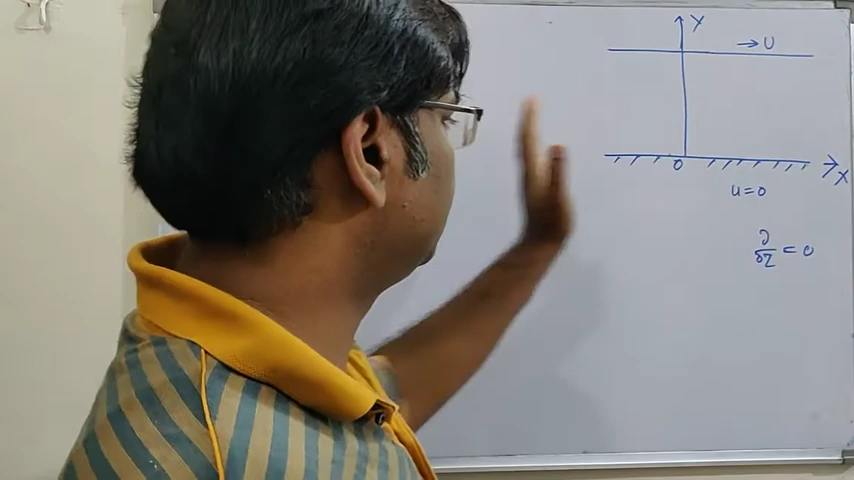 Y
→ U
0
X
u=0
∂/∂z = 0